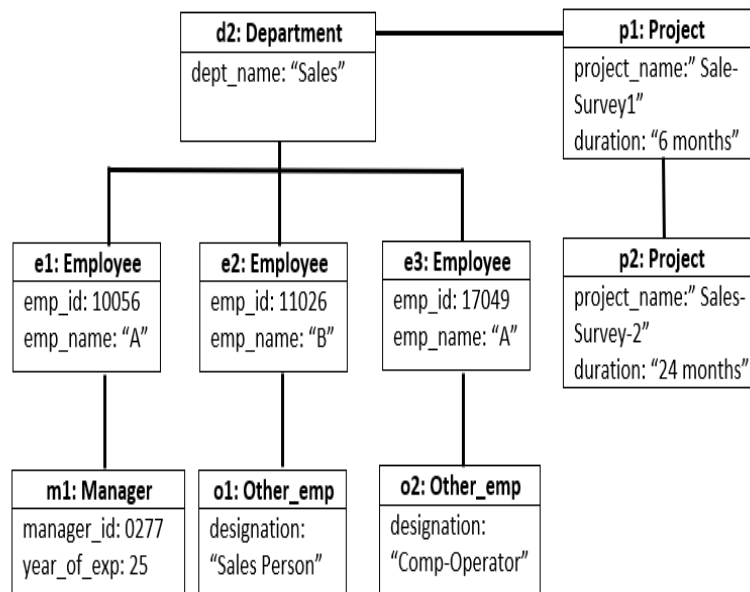 d2: Department
dept_name: “Sales”
p1: Project
project_name:” Sale-
Survey1”
duration: “6 months”
e1: Employee
emp_id: 10056
emp_name: “A”
e2: Employee
emp_id: 11026
emp_name: “B”
e3: Employee
emp_id: 17049
emp_name: “A”
p2: Project
project_name:” Sales-
Survey-2”
duration: “24 months”
m1: Manager
manager_id: 0277
year_of_exp: 25
o1: Other_emp
designation:
“Sales Person”
o2: Other_emp
designation:
“Comp-Operator”